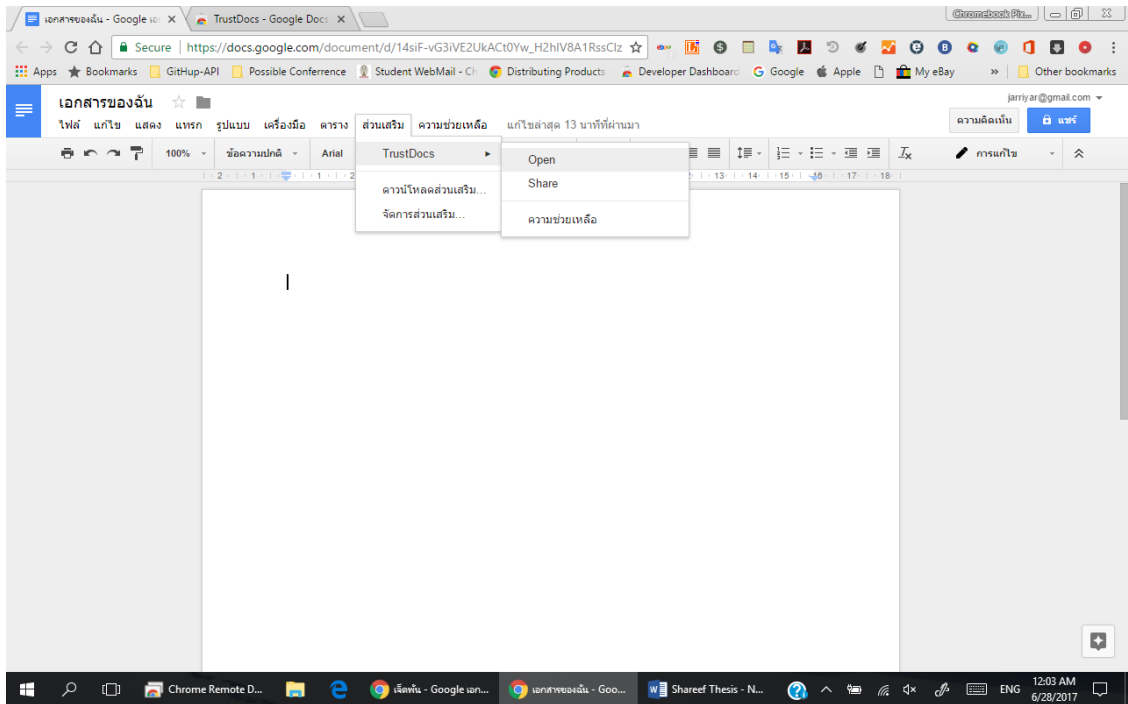 เอกสารของฉัน - Google เอ TrustDocs - Google Docs
Secure https://docs.google.com/document/d/14siF-vG3iVE2UkACt0Yw_H2hIV8A1RssClz
Apps Bookmarks GitHup-API Possible Conferrence Student WebMail - Ch Distributing Products Developer Dashboard Google Apple My eBay » Other bookmarks
เอกสารของฉัน jarriyar@gmail.com
ไฟล์ แก้ไข แสดง แทรก รูปแบบ เครื่องมือ ตาราง ส่วนเสริม ความช่วยเหลือ แก้ไขล่าสุด 13 นาทีที่ผ่านมา ความคิดเห็น แชร์
100% ข้อความปกติ Arial TrustDocs การแก้ไข
Open
2 1 1 2 13 14 15 16 17 18
Share
ดาวน์โหลดส่วนเสริม...
จัดการส่วนเสริม...
ความช่วยเหลือ
Chrome Remote D... เจ็ดพัน - Google เอก... เอกสารของฉัน - Goo... Shareef Thesis - N... ENG 12:03 AM
6/28/2017